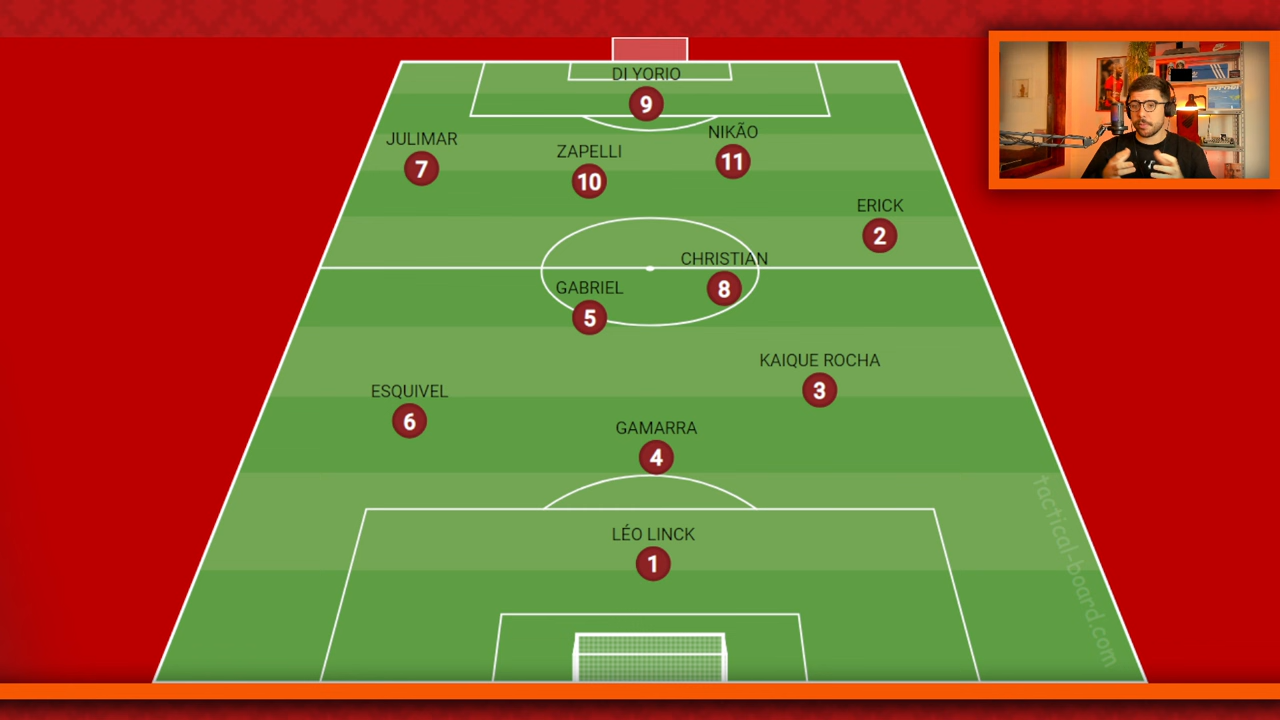 DI YORIO
9
JULIMAR
7
ZAPELLI
10
NIKÃO
11
ERICK
2
CHRISTIAN
8
GABRIEL
5
KAIQUE ROCHA
3
ESQUIVEL
6
GAMARRA
4
LÉO LINCK
1
tactical-board.com